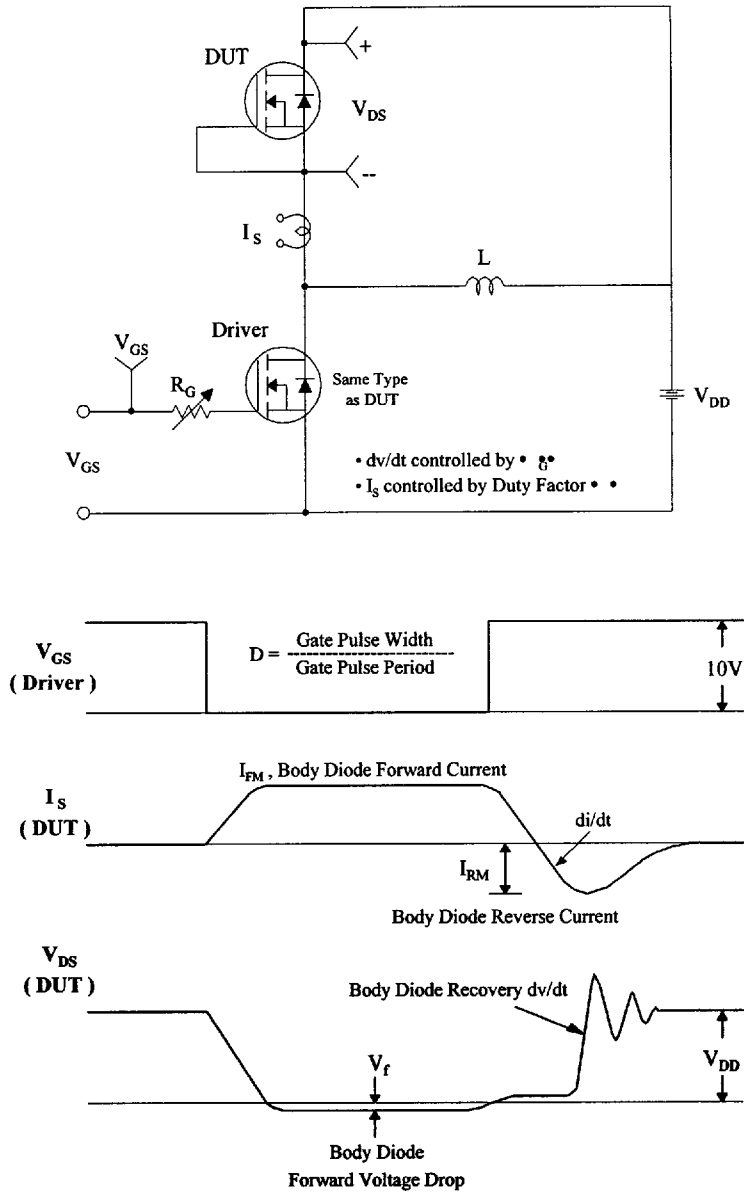 DUT
+
V_DS
--
I_S
L
Driver
V_GS
R_G
Same Type
as DUT
V_DD
V_GS
• dv/dt controlled by
• I_S controlled by Duty Factor
V_GS
( Driver )
D = Gate Pulse Width
Gate Pulse Period
10V
I_FM , Body Diode Forward Current
I_S
( DUT )
di/dt
I_RM
Body Diode Reverse Current
V_DS
( DUT )
Body Diode Recovery dv/dt
V_f
V_DD
Body Diode
Forward Voltage Drop